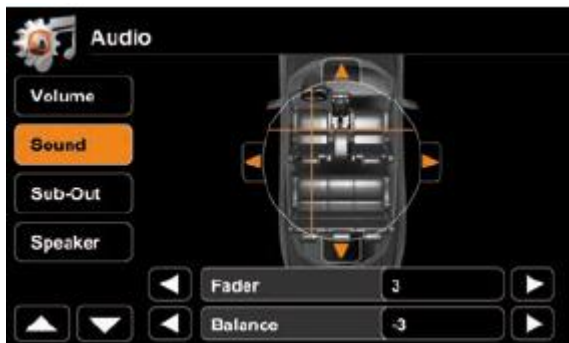 Audio
Volume
Sound
Sub-Out
Speaker
Fader 3
Balance -3